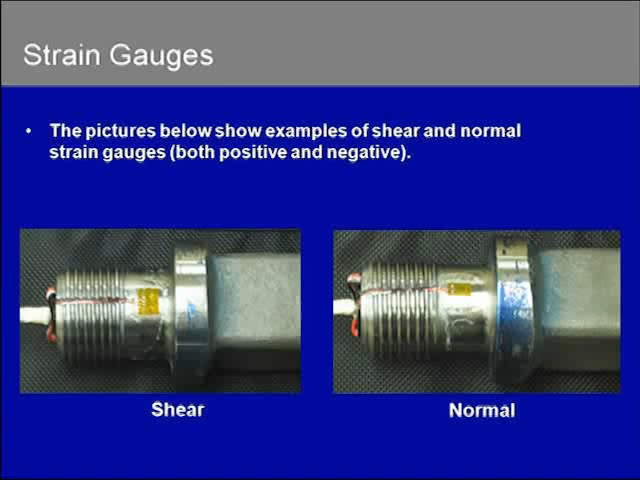 Strain Gauges
• The pictures below show examples of shear and normal
strain gauges (both positive and negative).
Shear
Normal